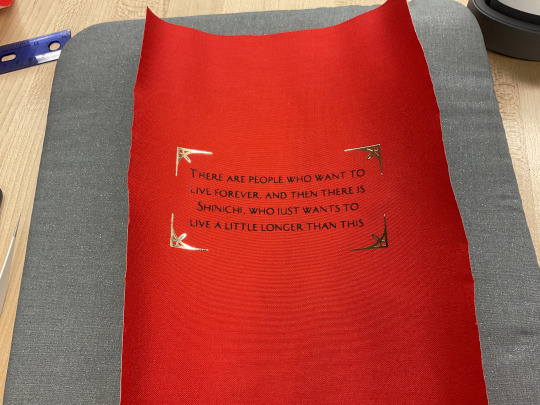 There are people who want to
live forever, and then there is
Shinichi, who just wants to
live a little longer than this